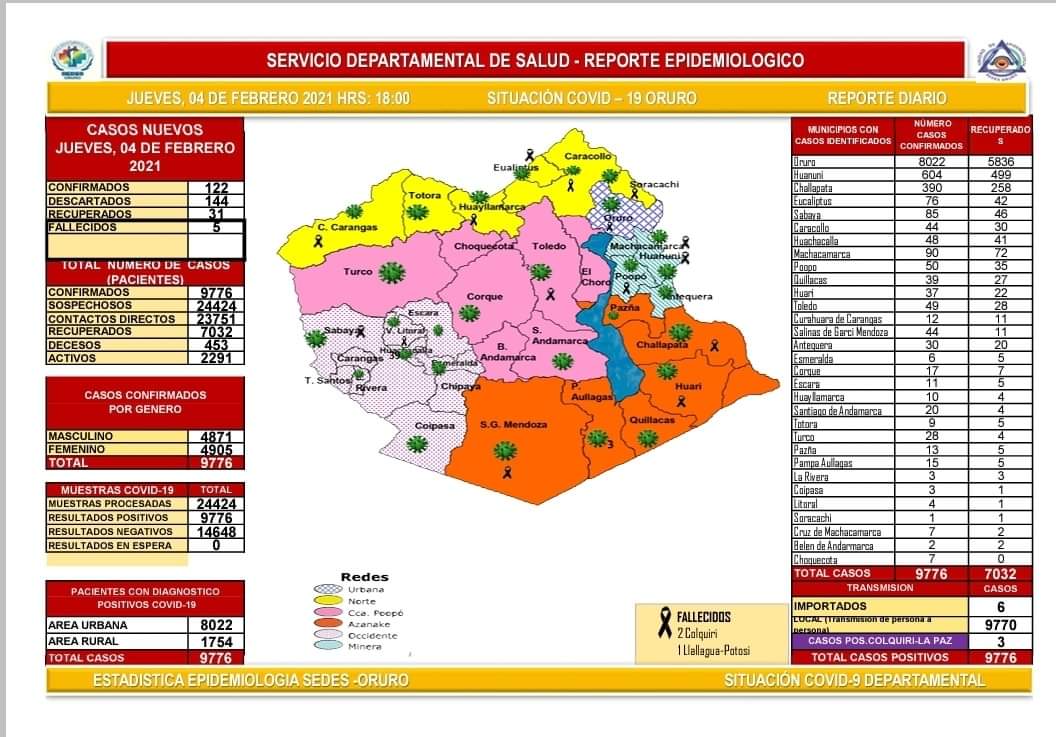 SERVICIO DEPARTAMENTAL DE SALUD - REPORTE EPIDEMIOLOGICO
JUEVES, 04 DE FEBRERO 2021 HRS: 18:00 SITUACIÓN COVID – 19 ORURO REPORTE DIARIO
CASOS NUEVOS
JUEVES, 04 DE FEBRERO
2021
CONFIRMADOS 122
DESCARTADOS 144
RECUPERADOS 31
FALLECIDOS 5
TOTAL NÚMERO DE CASOS
(PACIENTES)
CONFIRMADOS 9776
SOSPECHOSOS 24424
CONTACTOS DIRECTOS 23751
RECUPERADOS 7032
DECESOS 453
ACTIVOS 2291
CASOS CONFIRMADOS
POR GENERO
MASCULINO 4871
FEMENINO 4905
TOTAL 9776
MUESTRAS COVID-19 TOTAL
MUESTRAS PROCESADAS 24424
RESULTADOS POSITIVOS 9776
RESULTADOS NEGATIVOS 14648
RESULTADOS EN ESPERA 0
PACIENTES CON DIAGNOSTICO
POSITIVOS COVID-19
AREA URBANA 8022
AREA RURAL 1754
TOTAL CASOS 9776
Caracollo
Eualiptus
Soracachi
Totora
Huayllamarca
C. Carangas
Oruro
Choquecota
Toledo
Machacamarca
Huanuni
Turco
El
Choro
Poopó
Antequera
Corque
Pazña
Escara
Sabaya
V. Litoral
S.
Andamarca
Challapata
Carangas
B.
Andamarca
Esmeralda
T. Santos
Rivera
Chipaya
P.
Aullagas
Huari
Coipasa
S.G. Mendoza
Quillacas
3
Redes
Urbana
Norte
Cca. Poopó
Azanake
Occidente
Minera
FALLECIDOS
2 Colquiri
1 Llallagua-Potosi
MUNICIPIOS CON
CASOS IDENTIFICADOS
NÚMERO
CASOS
CONFIRMADOS
RECUPERADO
S
Oruro 8022 5836
Huanuni 604 499
Challapata 390 258
Eucaliptus 76 42
Sabaya 85 46
Caracollo 44 30
Huachacalla 48 41
Machacamarca 90 72
Poopo 50 35
Quillacas 39 27
Huari 37 22
Toledo 49 28
Curahuara de Carangas 12 11
Salinas de Garci Mendoza 44 11
Antequera 30 20
Esmeralda 6 5
Corque 17 7
Escara 11 5
Huayllamarca 10 4
Santiago de Andamarca 20 4
Totora 9 5
Turco 28 4
Pazña 13 5
Pampa Aullagas 15 5
La Rivera 3 3
Coipasa 3 1
Litoral 4 1
Soracachi 1 1
Cruz de Machacamarca 7 2
Belen de Andarmarca 2 2
Choquecota 7 0
TOTAL CASOS 9776 7032
TRANSMISION CASOS
IMPORTADOS 6
LOCAL (Transmision de persona a
persona) 9770
CASOS POS.COLQUIRI-LA PAZ 3
TOTAL CASOS POSITIVOS 9776
ESTADISTICA EPIDEMIOLOGIA SEDES -ORURO SITUACIÓN COVID-9 DEPARTAMENTAL